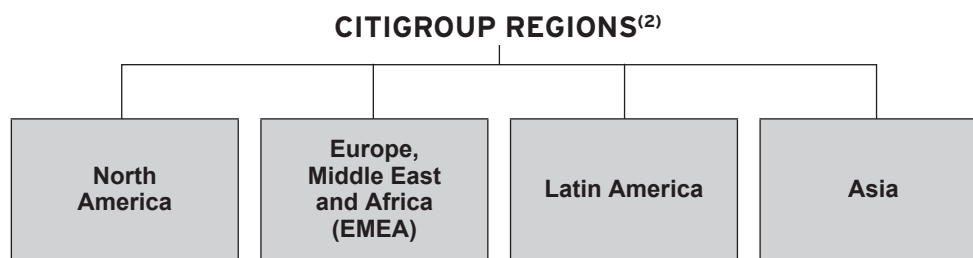 CITIGROUP REGIONS(2)
North
America
Europe,
Middle East
and Africa
(EMEA)
Latin America
Asia